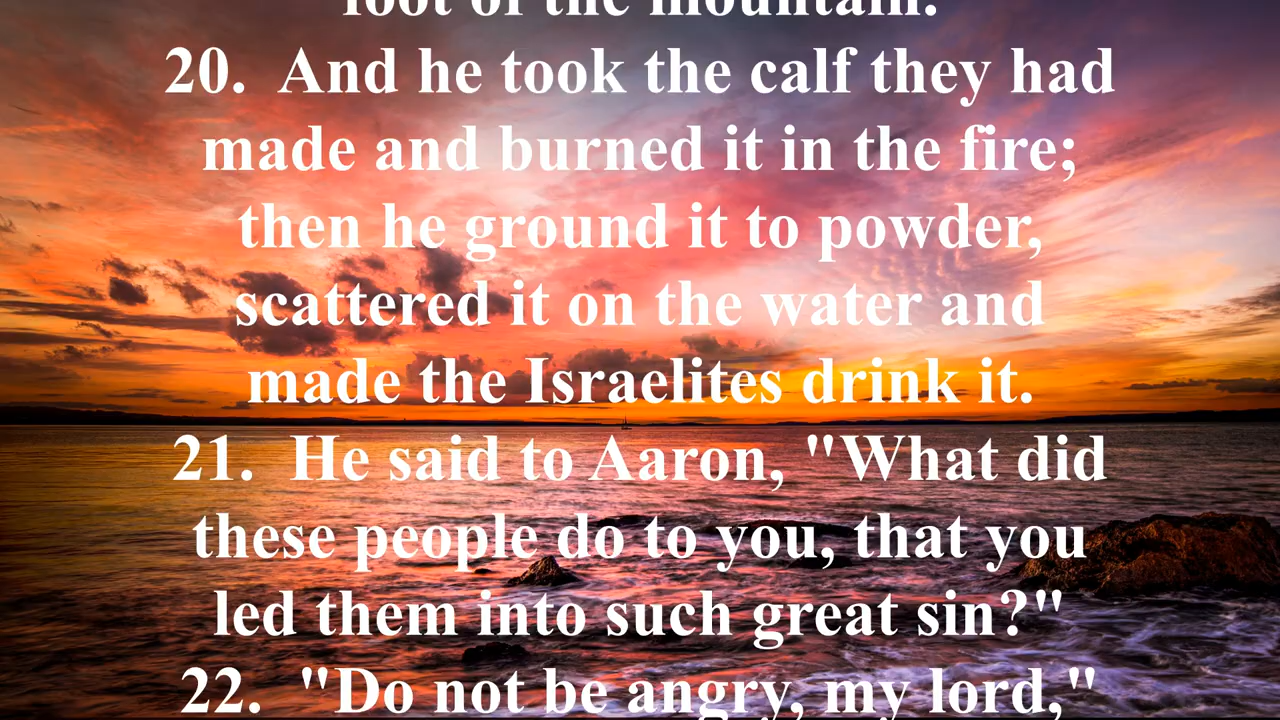 foot of the mountain.
20.  And he took the calf they had
made and burned it in the fire;
then he ground it to powder,
scattered it on the water and
made the Israelites drink it.
21.  He said to Aaron, "What did
these people do to you, that you
led them into such great sin?"
22.  "Do not be angry, my lord,"